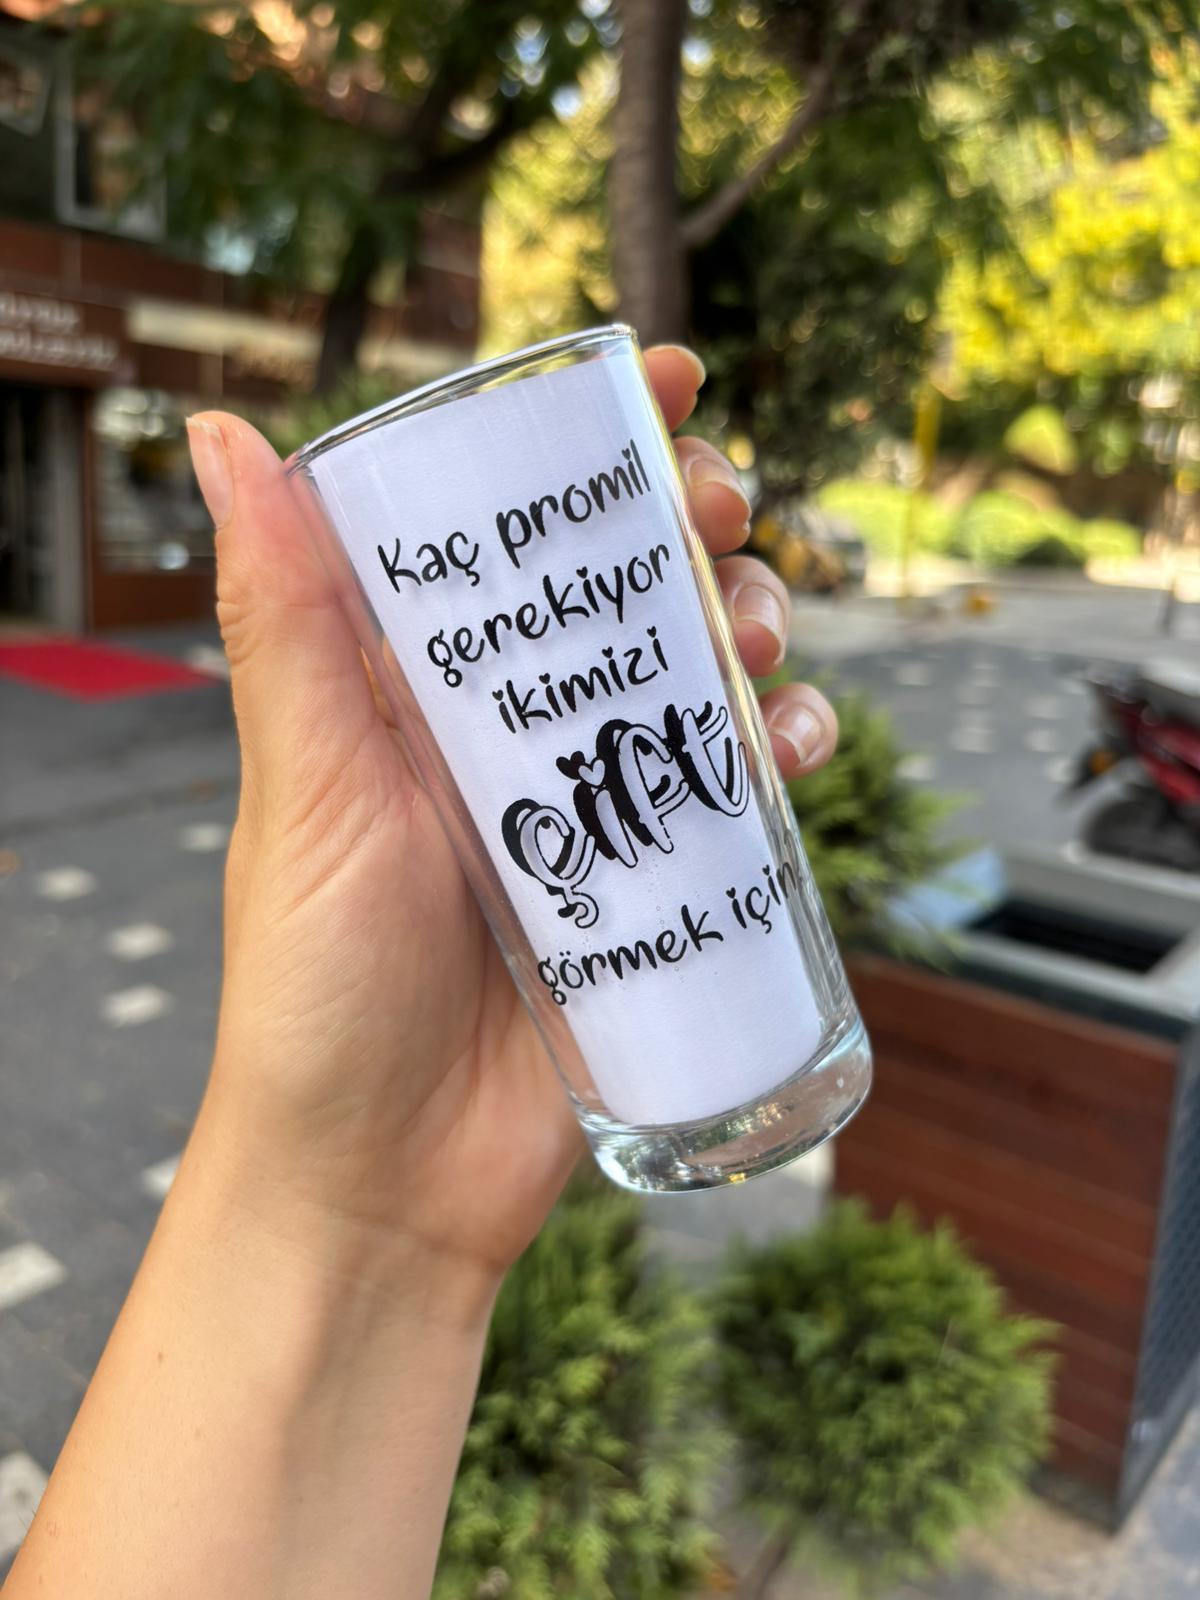 Kaç promil
gerekiyor
ikimizi
çift
görmek için